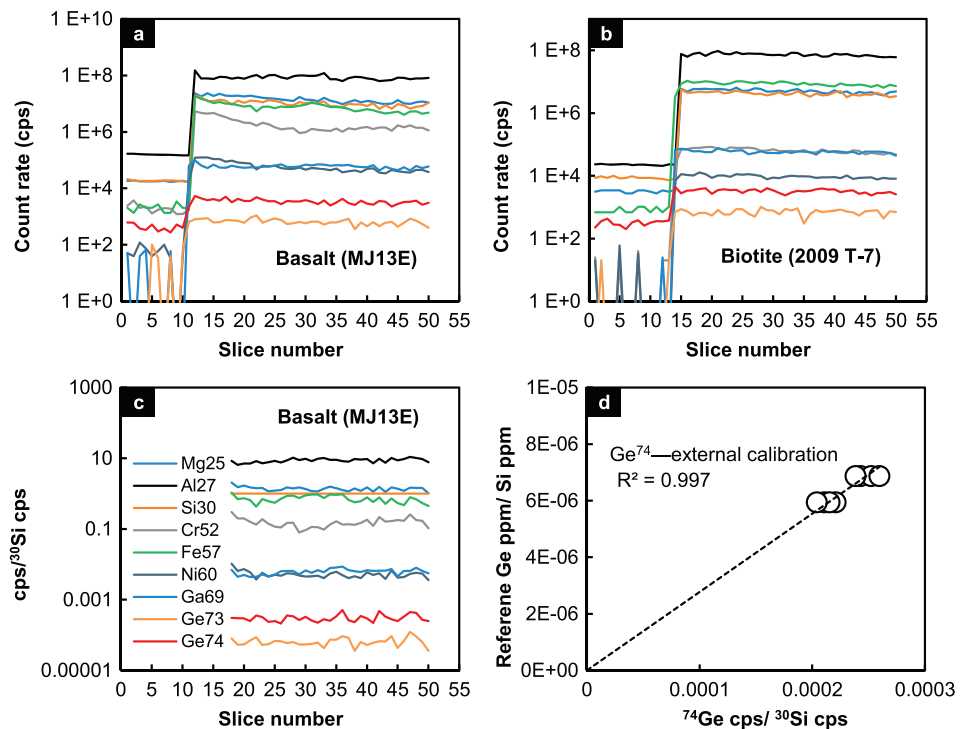 a
1 E+10
1 E+8
1 E+6
1 E+4
1 E+2
1 E+0
Count rate (cps)
Basalt (MJ13E)
0 5 10 15 20 25 30 35 40 45 50 55
Slice number
b
1 E+8
1 E+6
1 E+4
1 E+2
1 E+0
Count rate (cps)
Biotite (2009 T-7)
0 5 10 15 20 25 30 35 40 45 50 55
Slice number
c
1000
10
0.1
0.001
0.00001
cps/³⁰Si cps
Basalt (MJ13E)
Mg25
Al27
Si30
Cr52
Fe57
Ni60
Ga69
Ge73
Ge74
0 5 10 15 20 25 30 35 40 45 50 55
Slice number
d
1E-05
8E-06
6E-06
4E-06
2E-06
0E+00
Referene Ge ppm/ Si ppm
Ge⁷⁴—external calibration
R² = 0.997
0 0.0001 0.0002 0.0003
⁷⁴Ge cps/ ³⁰Si cps